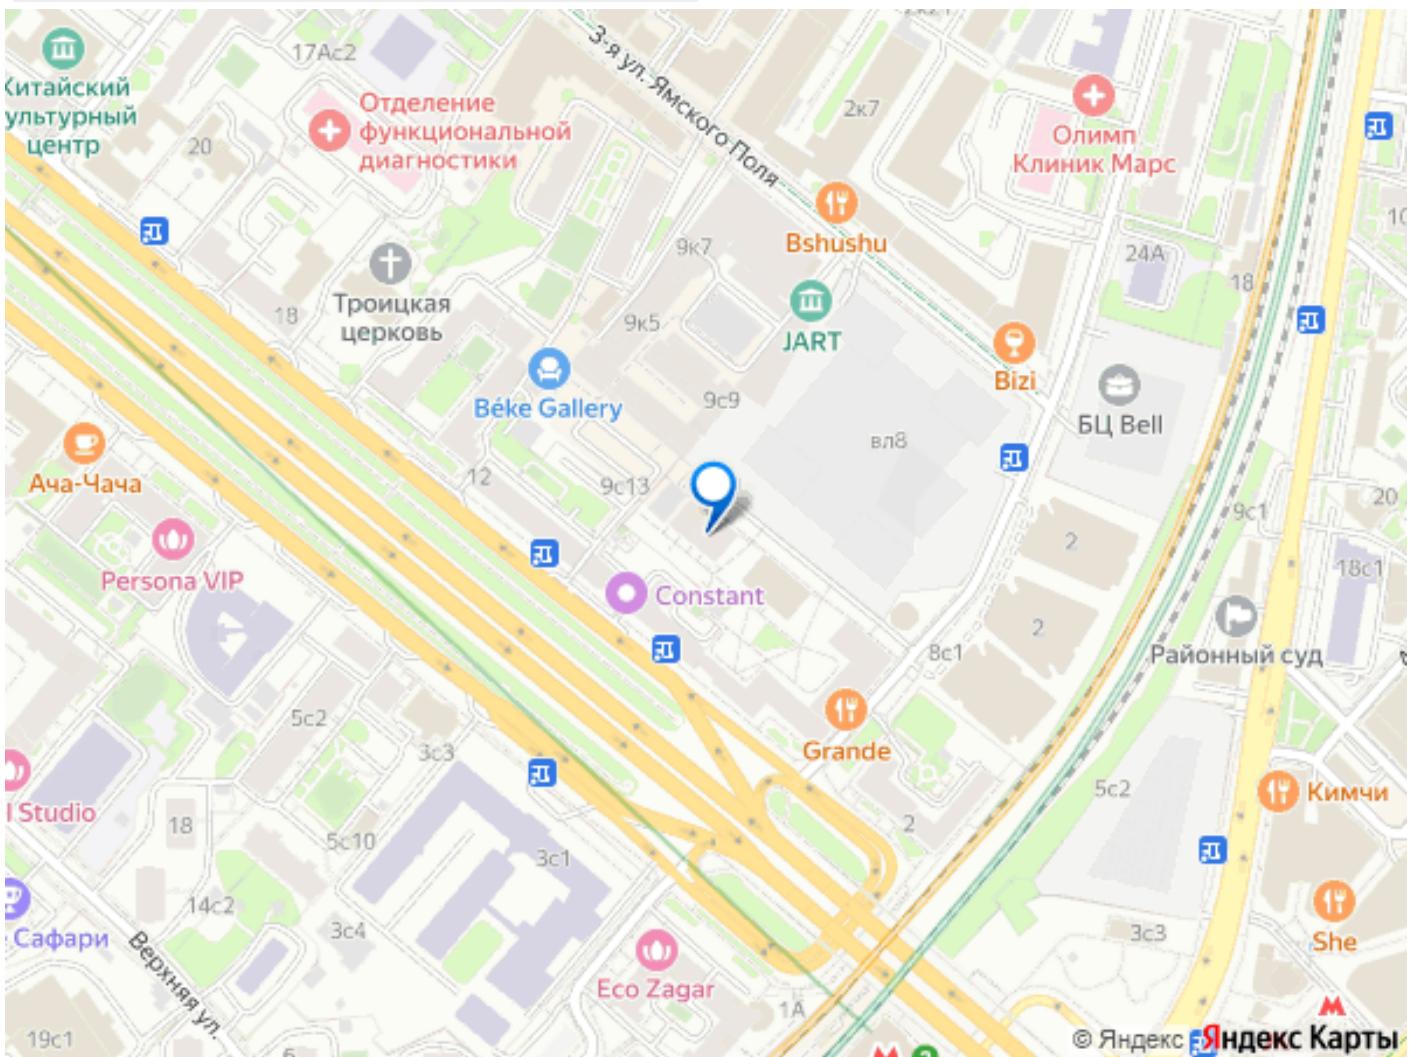 17Ас2
Китайский
культурный
центр
20
Отделение
функциональной
диагностики
3-я ул. Ямского Поля
2к7
Олимп
Клиник Марс
Bshushu
9к7
24А
18
Троицкая
церковь
18
9к5
JART
Bizi
Béke Gallery
9с9
БЦ Bell
вл8
Ача-Чача
12
9с13
20
9с1
2
18с1
Persona VIP
Constant
2
8с1
Районный суд
5с2
3с3
Grande
5с2
Кимчи
l Studio
18
2
5с10
3с1
14с2
3с4
3с3
She
Сафари
Верхняя ул.
Eco Zagar
1А
19с1
6
2
© Яндекс Яндекс Карты